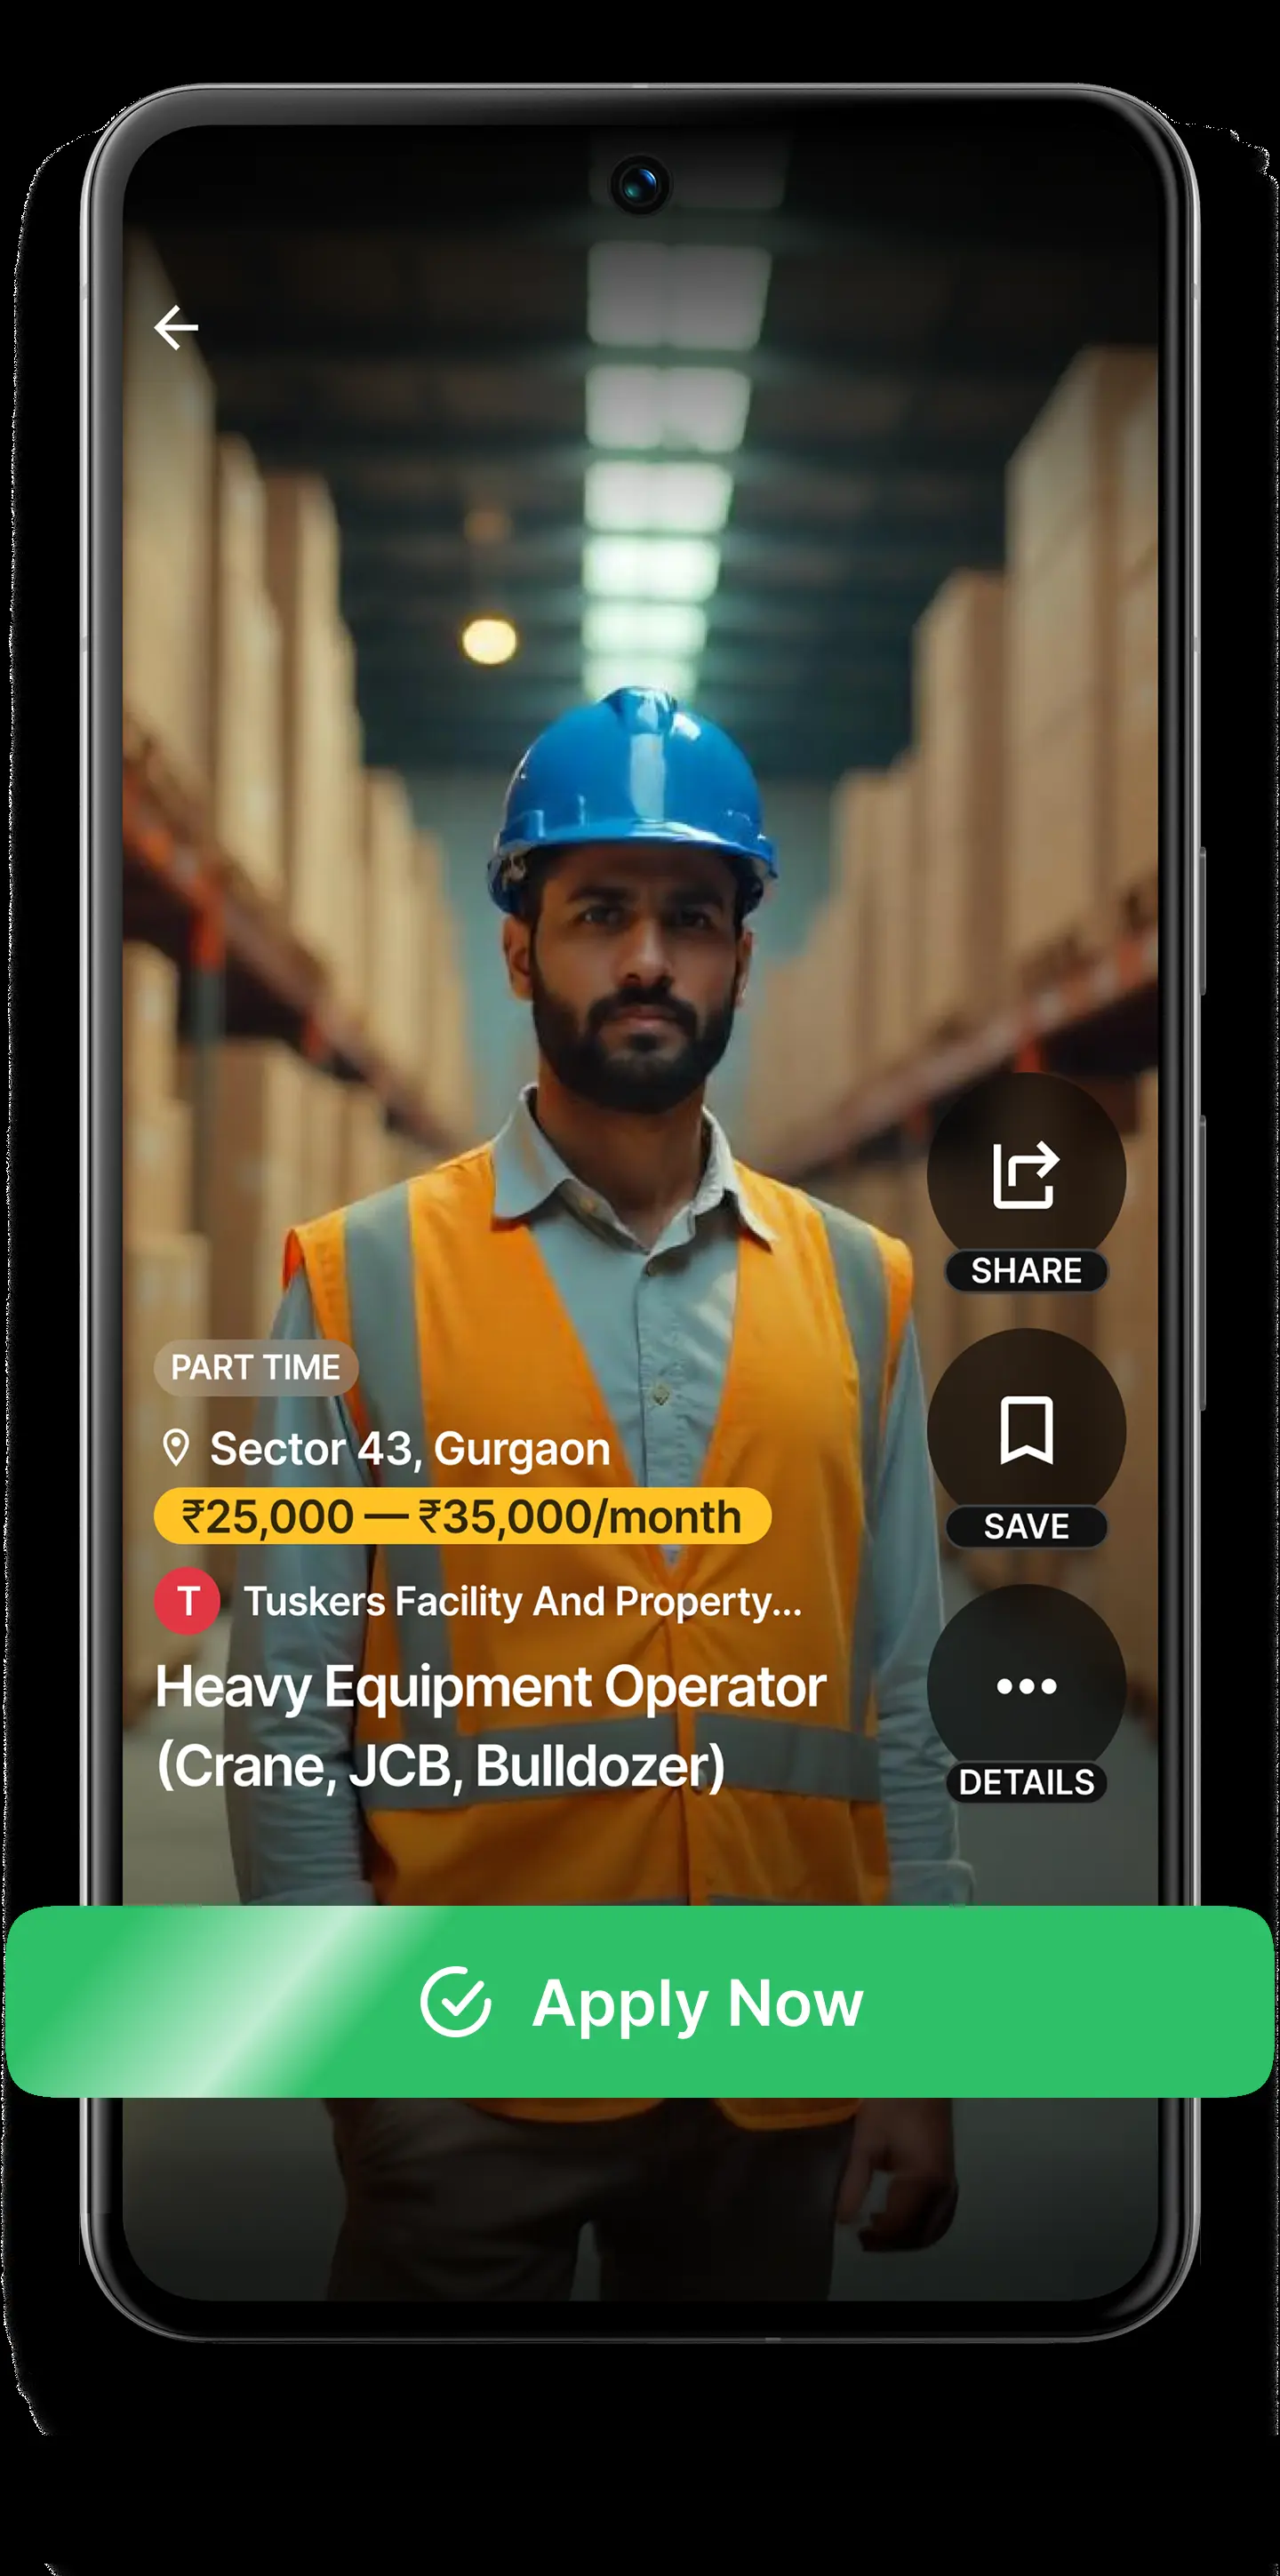 SHARE
PART TIME
Sector 43, Gurgaon
₹25,000 — ₹35,000/month
SAVE
T Tuskers Facility And Property...
Heavy Equipment Operator
(Crane, JCB, Bulldozer)
DETAILS
Apply Now